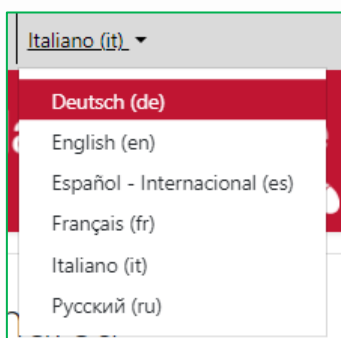 Italiano (it)
Deutsch (de)
English (en)
Español - Internacional (es)
Français (fr)
Italiano (it)
Русский (ru)